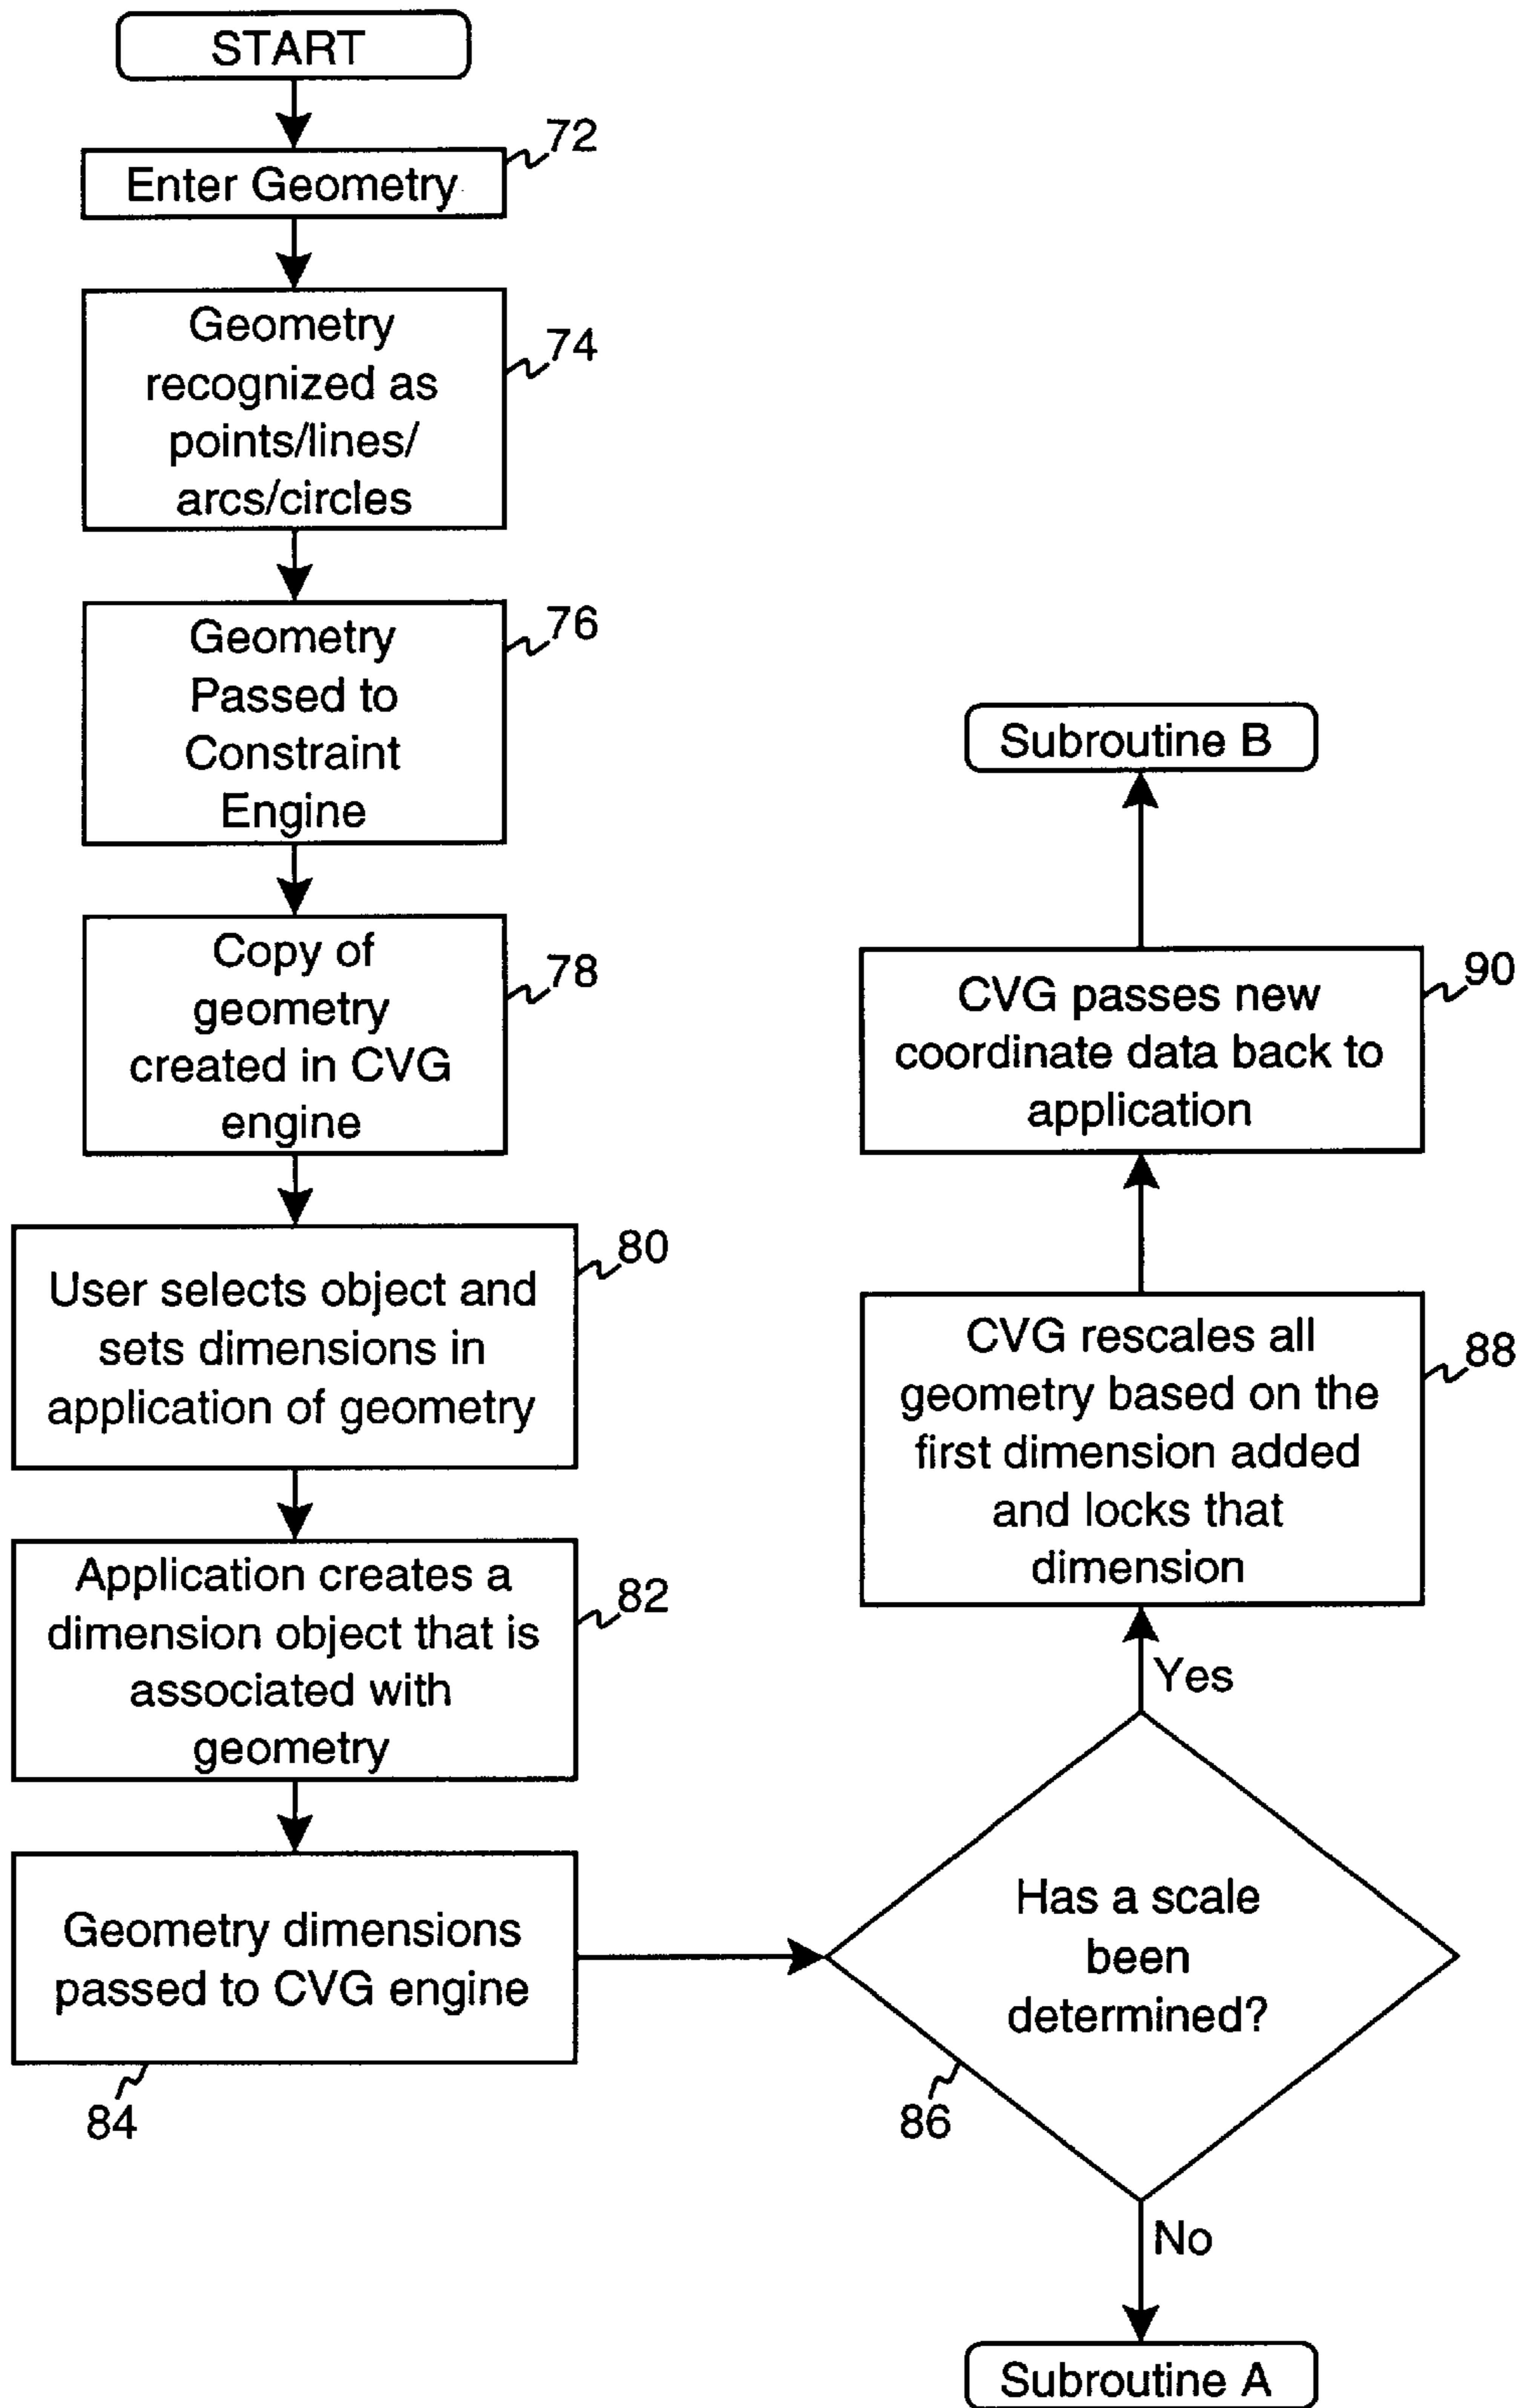 START
72
Enter Geometry
74
Geometry
recognized as
points/lines/
arcs/circles
76
Geometry
Passed to
Constraint
Engine
78
Copy of
geometry
created in CVG
engine
80
User selects object and
sets dimensions in
application of geometry
82
Application creates a
dimension object that is
associated with
geometry
Geometry dimensions
passed to CVG engine
84
Has a scale
been
determined?
86
Yes
CVG rescales all
geometry based on the
first dimension added
and locks that
dimension
88
CVG passes new
coordinate data back to
application
90
Subroutine B
No
Subroutine A